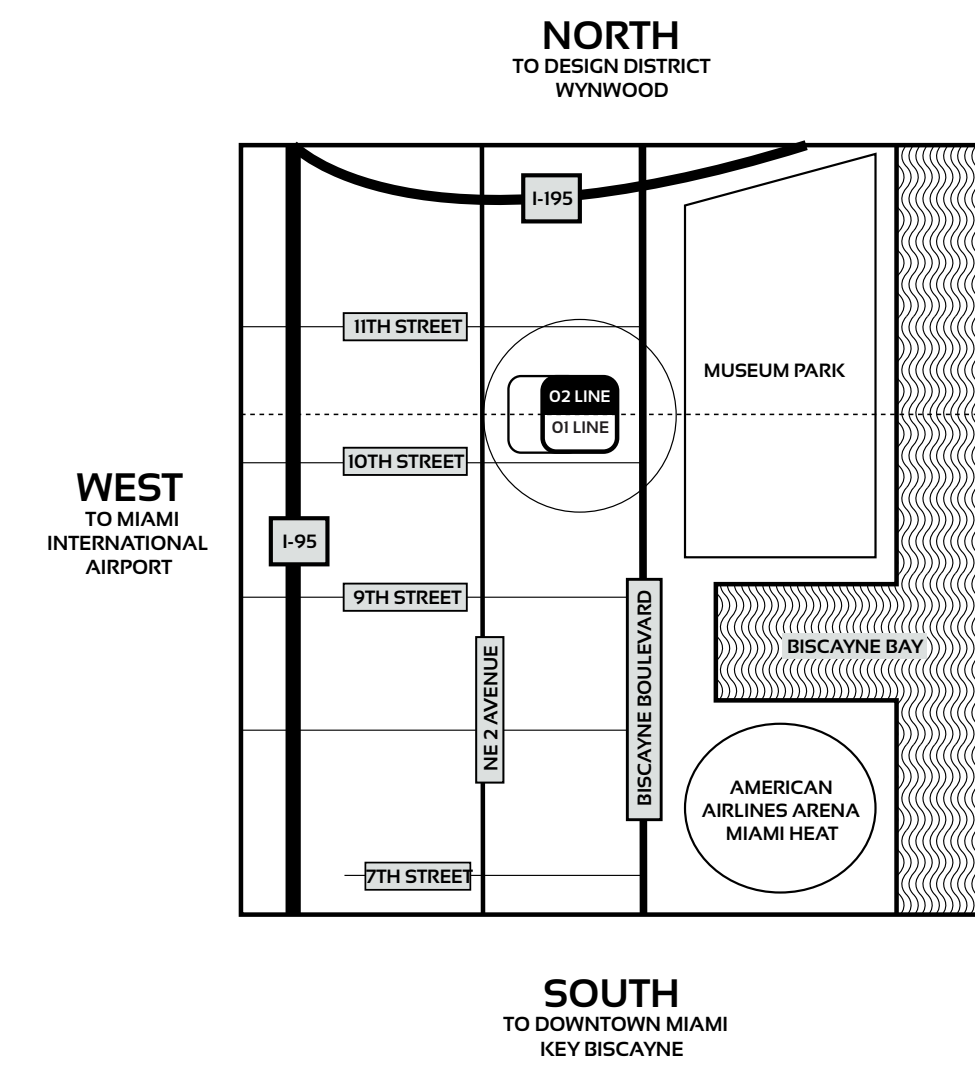 NORTH
TO DESIGN DISTRICT
WYNWOOD
I-195
11TH STREET
MUSEUM PARK
02 LINE
01 LINE
10TH STREET
WEST
TO MIAMI
INTERNATIONAL
AIRPORT
I-95
9TH STREET
BISCAYNE BOULEVARD
BISCAYNE BAY
NE 2 AVENUE
AMERICAN
AIRLINES ARENA
MIAMI HEAT
7TH STREET
SOUTH
TO DOWNTOWN MIAMI
KEY BISCAYNE